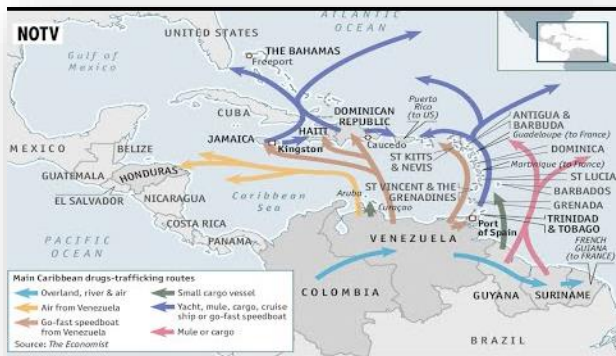 NOTV
ATLANTIC
OCEAN
UNITED STATES
Gulf of
Mexico
THE BAHAMAS
Freeport
CUBA
DOMINICAN
REPUBLIC
Puerto
Rico
(to US)
HAITI
JAMAICA
Kingston
Caucedo
ANTIGUA &
BARBUDA
Guadeloupe (to France)
MEXICO
BELIZE
ST KITTS
& NEVIS
DOMINICA
Martinique (to France)
GUATEMALA
HONDURAS
ST LUCIA
Caribbean
Sea
Aruba
Curaçao
ST VINCENT & THE
GRENADINES
BARBADOS
EL SALVADOR
NICARAGUA
GRENADA
COSTA RICA
Port
of Spain
TRINIDAD
& TOBAGO
PACIFIC
OCEAN
PANAMA
VENEZUELA
FRENCH
GUIANA
(to FRANCE)
COLOMBIA
GUYANA
SURINAME
BRAZIL
Main Caribbean drugs-trafficking routes
Overland, river & air
Small cargo vessel
Air from Venezuela
Yacht, mule, cargo, cruise
ship or go-fast speedboat
Go-fast speedboat
from Venezuela
Mule or cargo
Source: The Economist